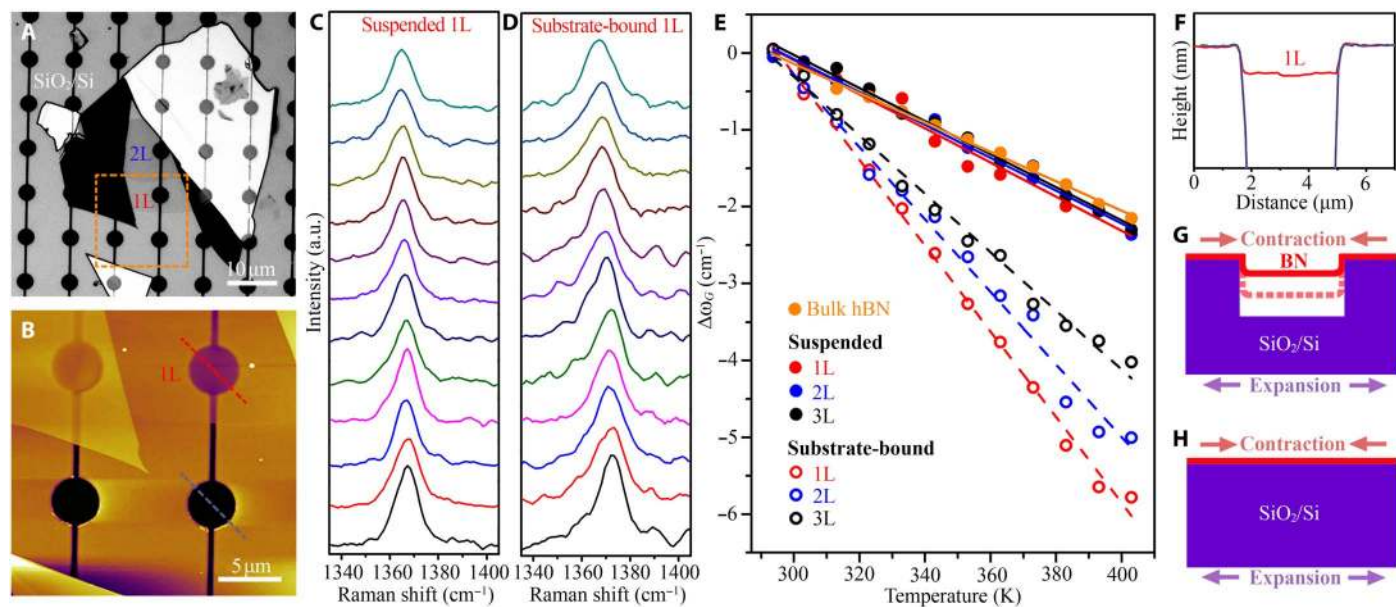 A
SiO₂/Si
2L
1L
10 μm
B
1L
5 μm
C
Suspended 1L
Intensity (a.u.)
1340 1360 1380 1400
Raman shift (cm⁻¹)
D
Substrate-bound 1L
1340 1360 1380 1400
Raman shift (cm⁻¹)
E
0
−1
−2
−3
−4
−5
−6
Δω_G (cm⁻¹)
Bulk hBN
Suspended
1L
2L
3L
Substrate-bound
1L
2L
3L
300 320 340 360 380 400
Temperature (K)
F
Height (nm)
1L
0 2 4 6
Distance (μm)
G
Contraction
BN
SiO₂/Si
Expansion
H
Contraction
SiO₂/Si
Expansion